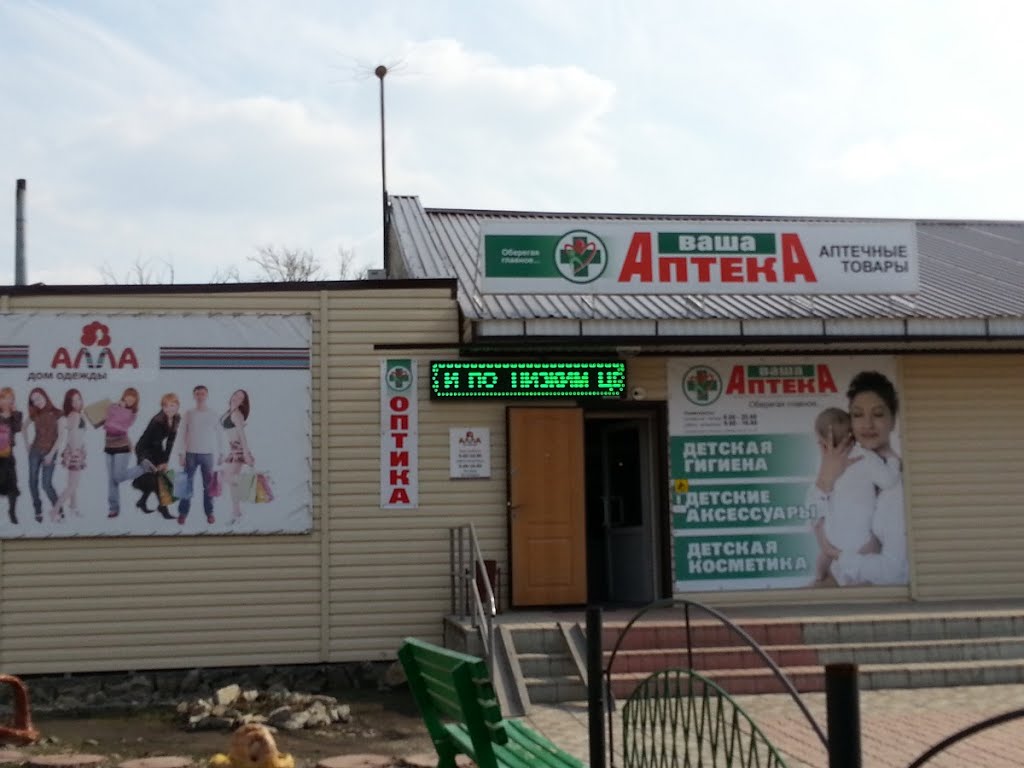 Оберегая
главное...
ваша
АптекА
АПТЕЧНЫЕ
ТОВАРЫ
АЛЛА
ДОМ ОДЕЖДЫ
ОПТИКА
И ПО НИЗКИМ Ц
АЛЛА
ваша
АптекА
Оберегая главное...
ДЕТСКАЯ
ГИГИЕНА
ДЕТСКИЕ
АКСЕССУАРЫ
ДЕТСКАЯ
КОСМЕТИКА